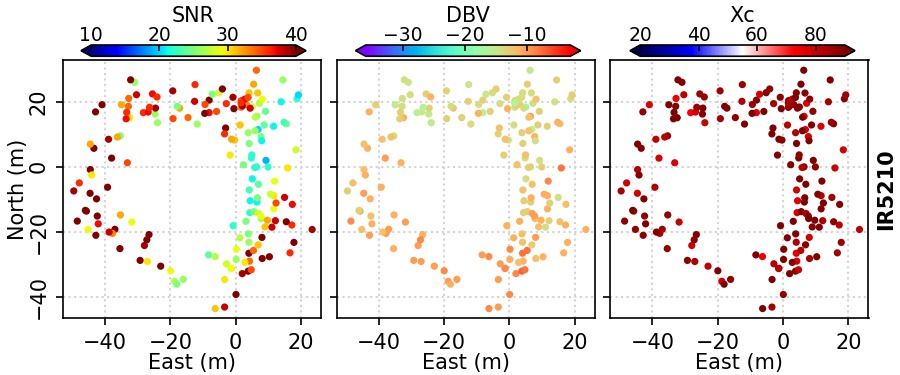 SNR DBV Xc
10 20 30 40 −30 −20 −10 20 40 60 80
20
0
−20
−40
North (m)
IR5210
−40 −20 0 20 −40 −20 0 20 −40 −20 0 20
East (m) East (m) East (m)